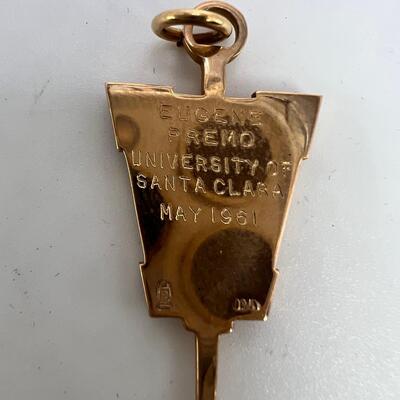 EUGENE
PREMO
UNIVERSITY OF
SANTA CLARA
MAY 1961